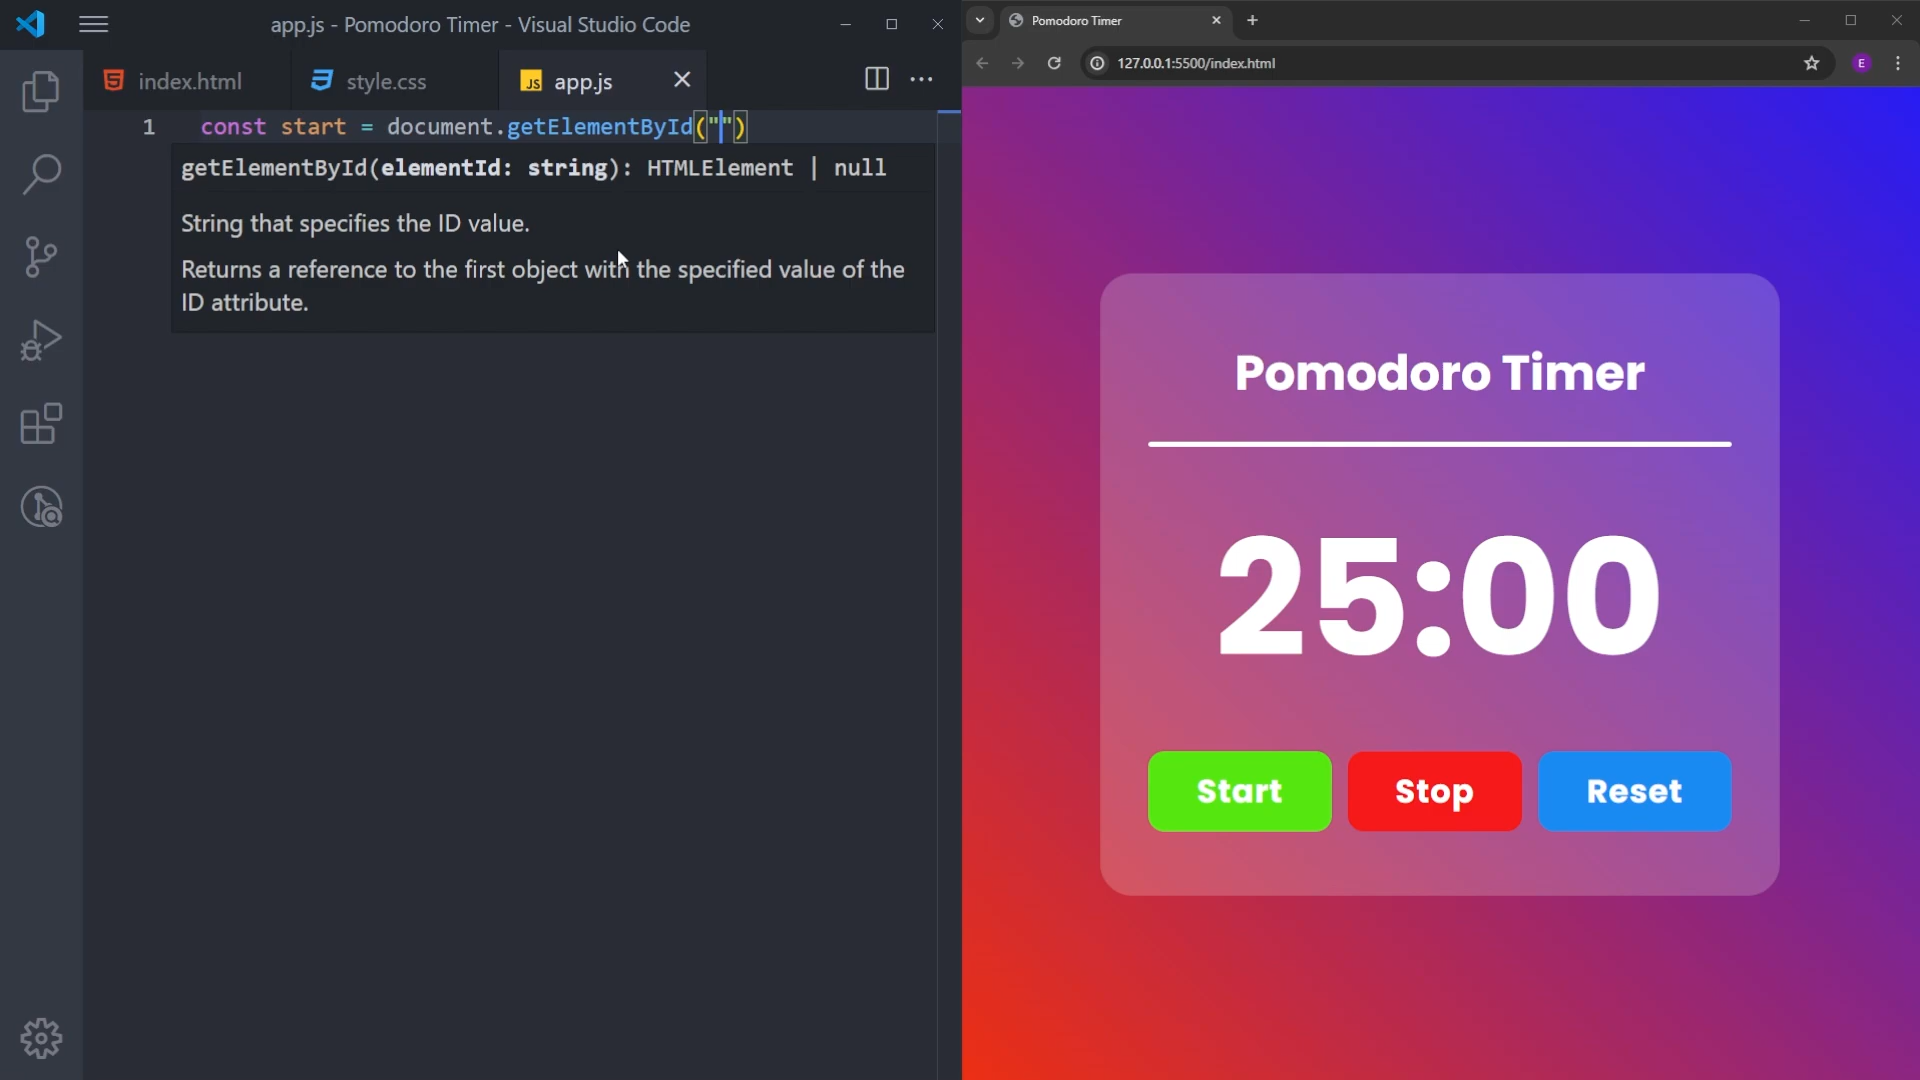 app.js - Pomodoro Timer - Visual Studio Code
index.html
style.css
JS app.js
1 const start = document.getElementById("")
getElementById(elementId: string): HTMLElement | null
String that specifies the ID value.
Returns a reference to the first object with the specified value of the
ID attribute.
Pomodoro Timer
127.0.0.1:5500/index.html
E
Pomodoro Timer
25:00
Start
Stop
Reset